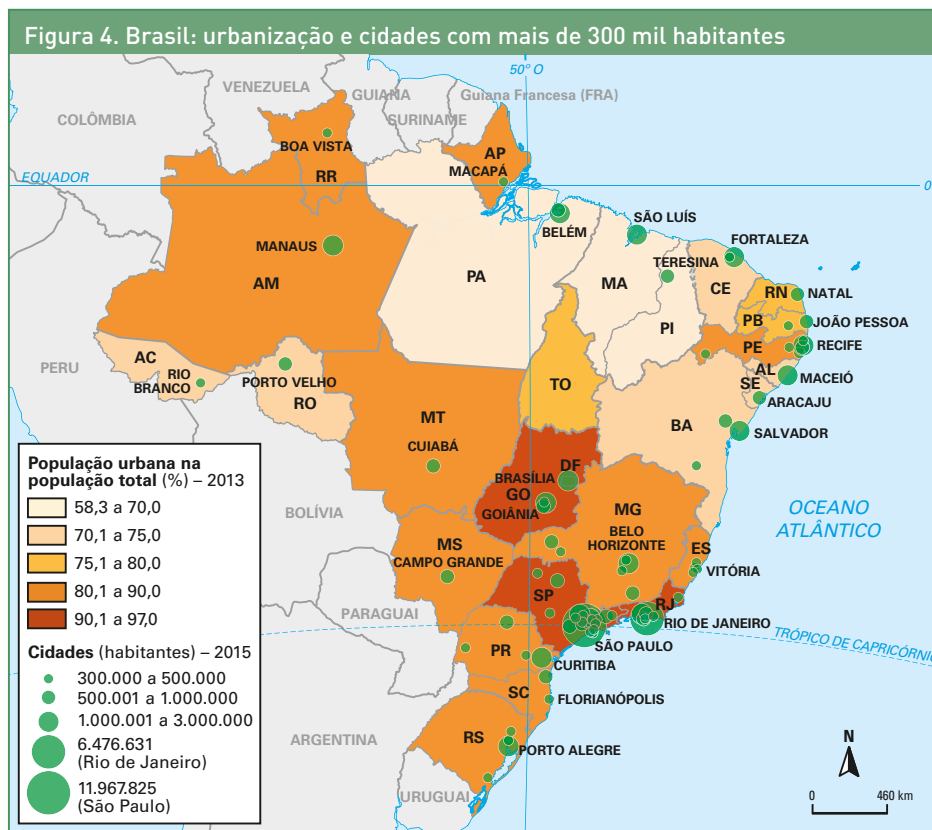 Figura 4. Brasil: urbanização e cidades com mais de 300 mil habitantes
50º O
VENEZUELA
GUIANA
Guiana Francesa (FRA)
SURINAME
COLÔMBIA
BOA VISTA
RR
AP
MACAPÁ
EQUADOR
0
MANAUS
AM
BELÉM
SÃO LUÍS
FORTALEZA
TERESINA
PA
MA
CE
RN
NATAL
PI
PB
JOÃO PESSOA
PE
RECIFE
AC
RIO
BRANCO
PERU
PORTO VELHO
RO
TO
AL
SE
MACEIÓ
ARACAJU
MT
BA
SALVADOR
CUIABÁ
DF
BRASÍLIA
GO
GOIÂNIA
BOLÍVIA
MG
BELO
HORIZONTE
OCEANO
ATLÂNTICO
MS
CAMPO GRANDE
ES
VITÓRIA
SP
RJ
RIO DE JANEIRO
PARAGUAI
SÃO PAULO
TRÓPICO DE CAPRICÓRNIO
PR
CURITIBA
SC
FLORIANÓPOLIS
ARGENTINA
RS
PORTO ALEGRE
URUGUAI
População urbana na
população total (%) – 2013
58,3 a 70,0
70,1 a 75,0
75,1 a 80,0
80,1 a 90,0
90,1 a 97,0
Cidades (habitantes) – 2015
300.000 a 500.000
500.001 a 1.000.000
1.000.001 a 3.000.000
6.476.631
(Rio de Janeiro)
11.967.825
(São Paulo)
N
0 460 km